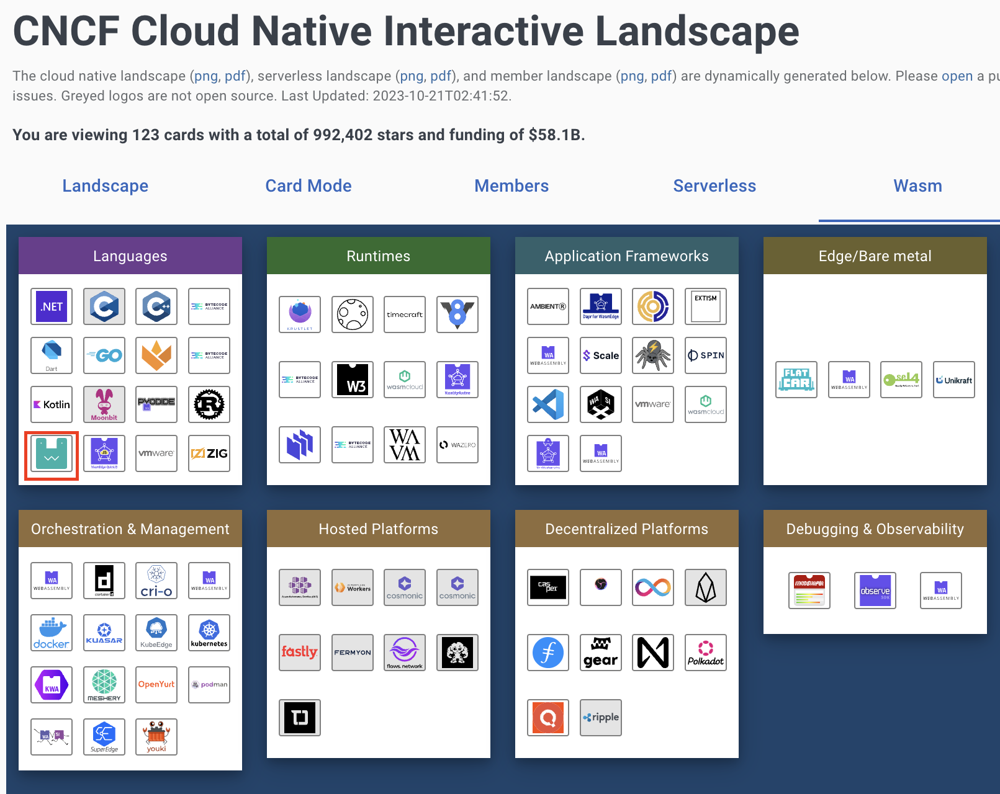 CNCF Cloud Native Interactive Landscape
The cloud native landscape (png, pdf), serverless landscape (png, pdf), and member landscape (png, pdf) are dynamically generated below. Please open a pu
issues. Greyed logos are not open source. Last Updated: 2023-10-21T02:41:52.
You are viewing 123 cards with a total of 992,402 stars and funding of $58.1B.
Landscape
Card Mode
Members
Serverless
Wasm
Languages
.NET
C
C++
BYTECODE
ALLIANCE
Dart
GO
BYTECODE
ALLIANCE
Kotlin
Moonbit
PYODIDE
R
WasmEdge-QuickJS
vmware
ZIG
Runtimes
KRUSTLET
timecraft
V8
BYTECODE
ALLIANCE
W3
wasmcloud
WasmEdgeRuntime
BYTECODE
ALLIANCE
WA
VM
WAZERO
Application Frameworks
AMBIENT®
Dapr for WasmEdge
EXTISM
WA
WEBASSEMBLY
Scale
SPIN
WA SI
vmware
wasmcloud
WA
WEBASSEMBLY
Edge/Bare metal
FLAT
CAR
WA
WEBASSEMBLY
seL4
Unikraft
Orchestration & Management
WA
WEBASSEMBLY
d
containerd
cri-o
WA
WEBASSEMBLY
docker
KUASAR
KubeEdge
kubernetes
KWA
MESHERY
OpenYurt
podman
WA SI
SuperEdge
youki
Hosted Platforms
Workers
cosmonic
cosmonic
fastly
FERMYON
flows.network
Decentralized Platforms
cas
per
gear
Polkadot
ripple
Debugging & Observability
MODSURFER
observe
SDK
WA
WEBASSEMBLY